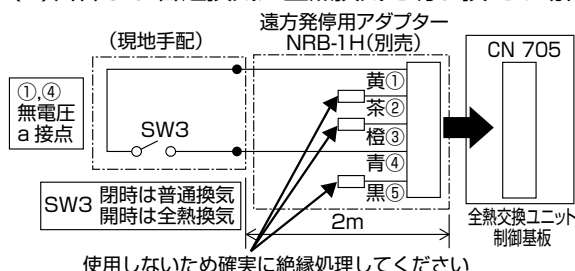 遠方発停用アダプター
(現地手配)
NRB-1H(別売)
CN 705
①,④
無電圧
a 接点
SW3
黄①
茶②
橙③
青④
黒⑤
SW3
閉時は普通換気
開時は全熱換気
2m
全熱交換ユニット
制御基板
使用しないため確実に絶縁処理してください